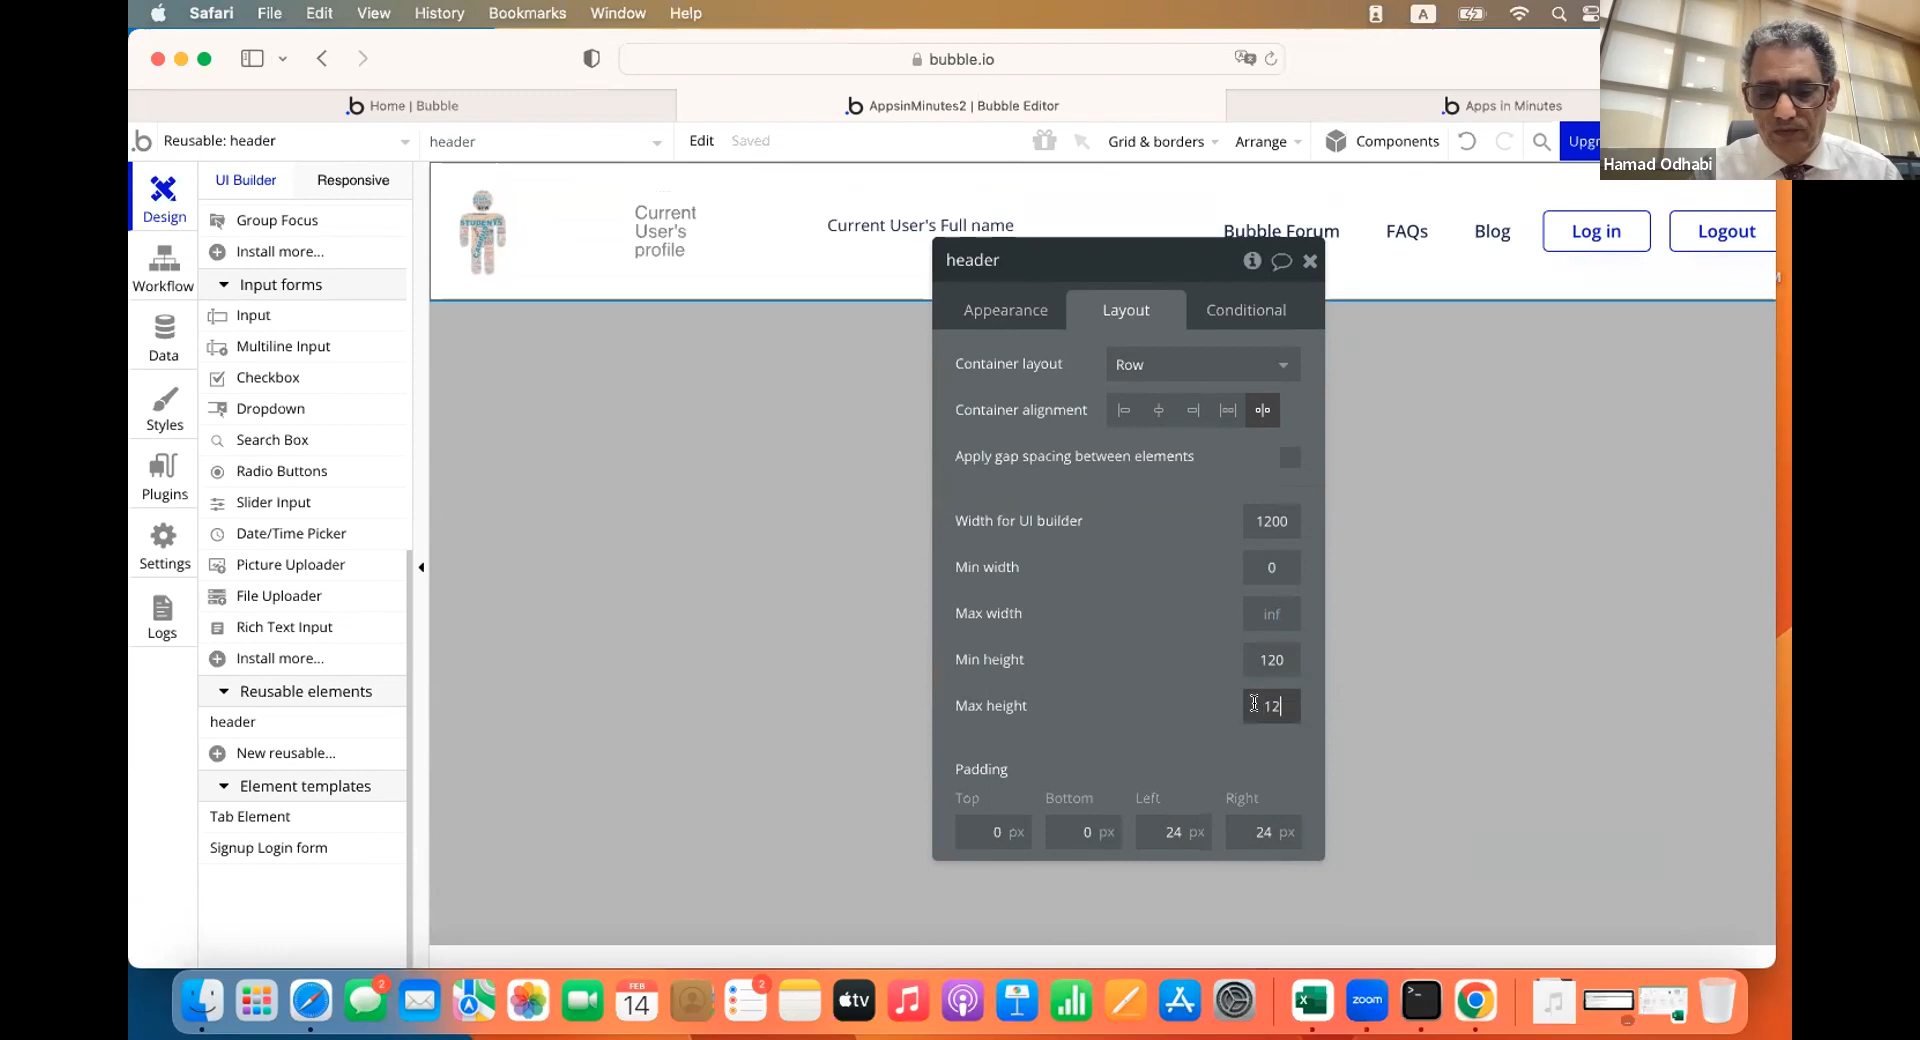 Safari File Edit View History Bookmarks Window Help
A
bubble.io
Home | Bubble
AppsinMinutes2 | Bubble Editor
Apps in Minutes
Reusable: header
header
Edit Saved
Grid & borders
Arrange
Components
Upgr
Hamad Odhabi
UI Builder
Responsive
Design
Workflow
Data
Styles
Plugins
Settings
Logs
Group Focus
Install more...
Input forms
Input
Multiline Input
Checkbox
Dropdown
Search Box
Radio Buttons
Slider Input
Date/Time Picker
Picture Uploader
File Uploader
Rich Text Input
Install more...
Reusable elements
header
New reusable...
Element templates
Tab Element
Signup Login form
STUDENTS
Current
User's
profile
Current User's Full name
Bubble Forum
FAQs
Blog
Log in
Logout
header
Appearance
Layout
Conditional
Container layout
Row
Container alignment
Apply gap spacing between elements
Width for UI builder
1200
Min width
0
Max width
inf
Min height
120
Max height
12
Padding
Top
Bottom
Left
Right
0 px
0 px
24 px
24 px
2
FEB
14
2
tv
X
zoom
>_